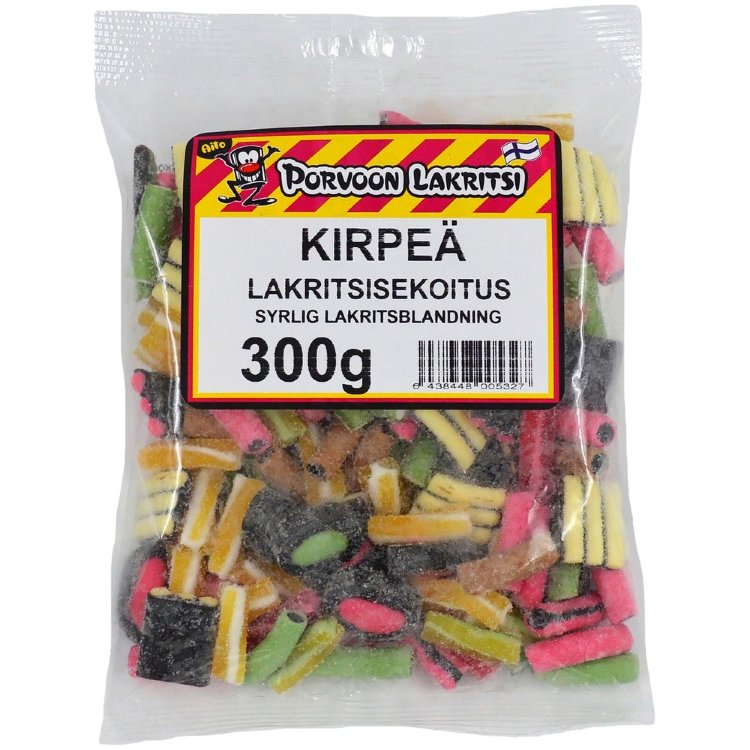 Aito
PORVOON LAKRITSI
KIRPEÄ
LAKRITSISEKOITUS
SYRLIG LAKRITSBLANDNING
300g
6 438448 005327